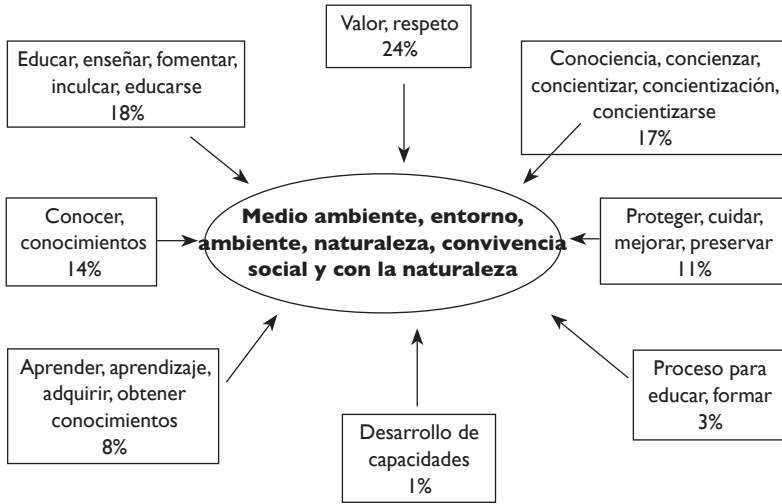 Valor, respeto
24%
Educar, enseñar, fomentar,
inculcar, educarse
18%
Conociencia, concienzar,
concientizar, concientización,
concientizarse
17%
Conocer,
conocimientos
14%
Medio ambiente, entorno,
ambiente, naturaleza, convivencia
social y con la naturaleza
Proteger, cuidar,
mejorar, preservar
11%
Aprender, aprendizaje,
adquirir, obtener
conocimientos
8%
Desarrollo de
capacidades
1%
Proceso para
educar, formar
3%